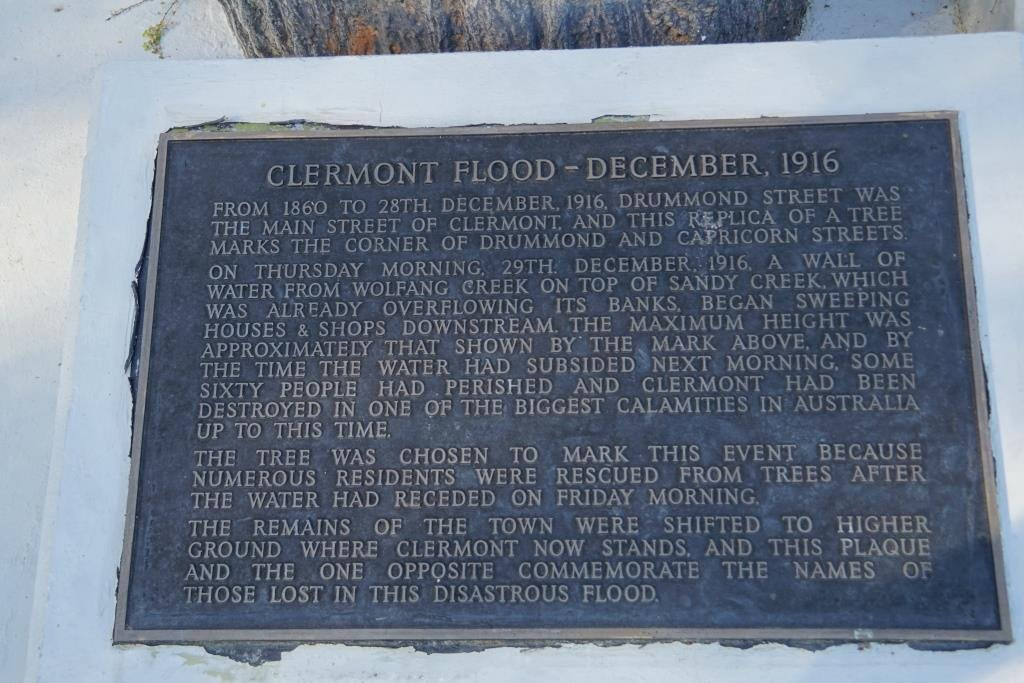 CLERMONT FLOOD - DECEMBER, 1916
FROM 1860 TO 28TH. DECEMBER, 1916, DRUMMOND STREET WAS
THE MAIN STREET OF CLERMONT, AND THIS REPLICA OF A TREE
MARKS THE CORNER OF DRUMMOND AND CAPRICORN STREETS.
ON THURSDAY MORNING, 29TH. DECEMBER, 1916, A WALL OF
WATER FROM WOLFANG CREEK ON TOP OF SANDY CREEK, WHICH
WAS ALREADY OVERFLOWING ITS BANKS, BEGAN SWEEPING
HOUSES & SHOPS DOWNSTREAM. THE MAXIMUM HEIGHT WAS
APPROXIMATELY THAT SHOWN BY THE MARK ABOVE, AND BY
THE TIME THE WATER HAD SUBSIDED NEXT MORNING, SOME
SIXTY PEOPLE HAD PERISHED AND CLERMONT HAD BEEN
DESTROYED IN ONE OF THE BIGGEST CALAMITIES IN AUSTRALIA
UP TO THIS TIME.
THE TREE WAS CHOSEN TO MARK THIS EVENT BECAUSE
NUMEROUS RESIDENTS WERE RESCUED FROM TREES AFTER
THE WATER HAD RECEDED ON FRIDAY MORNING.
THE REMAINS OF THE TOWN WERE SHIFTED TO HIGHER
GROUND WHERE CLERMONT NOW STANDS, AND THIS PLAQUE
AND THE ONE OPPOSITE COMMEMORATE THE NAMES OF
THOSE LOST IN THIS DISASTROUS FLOOD.